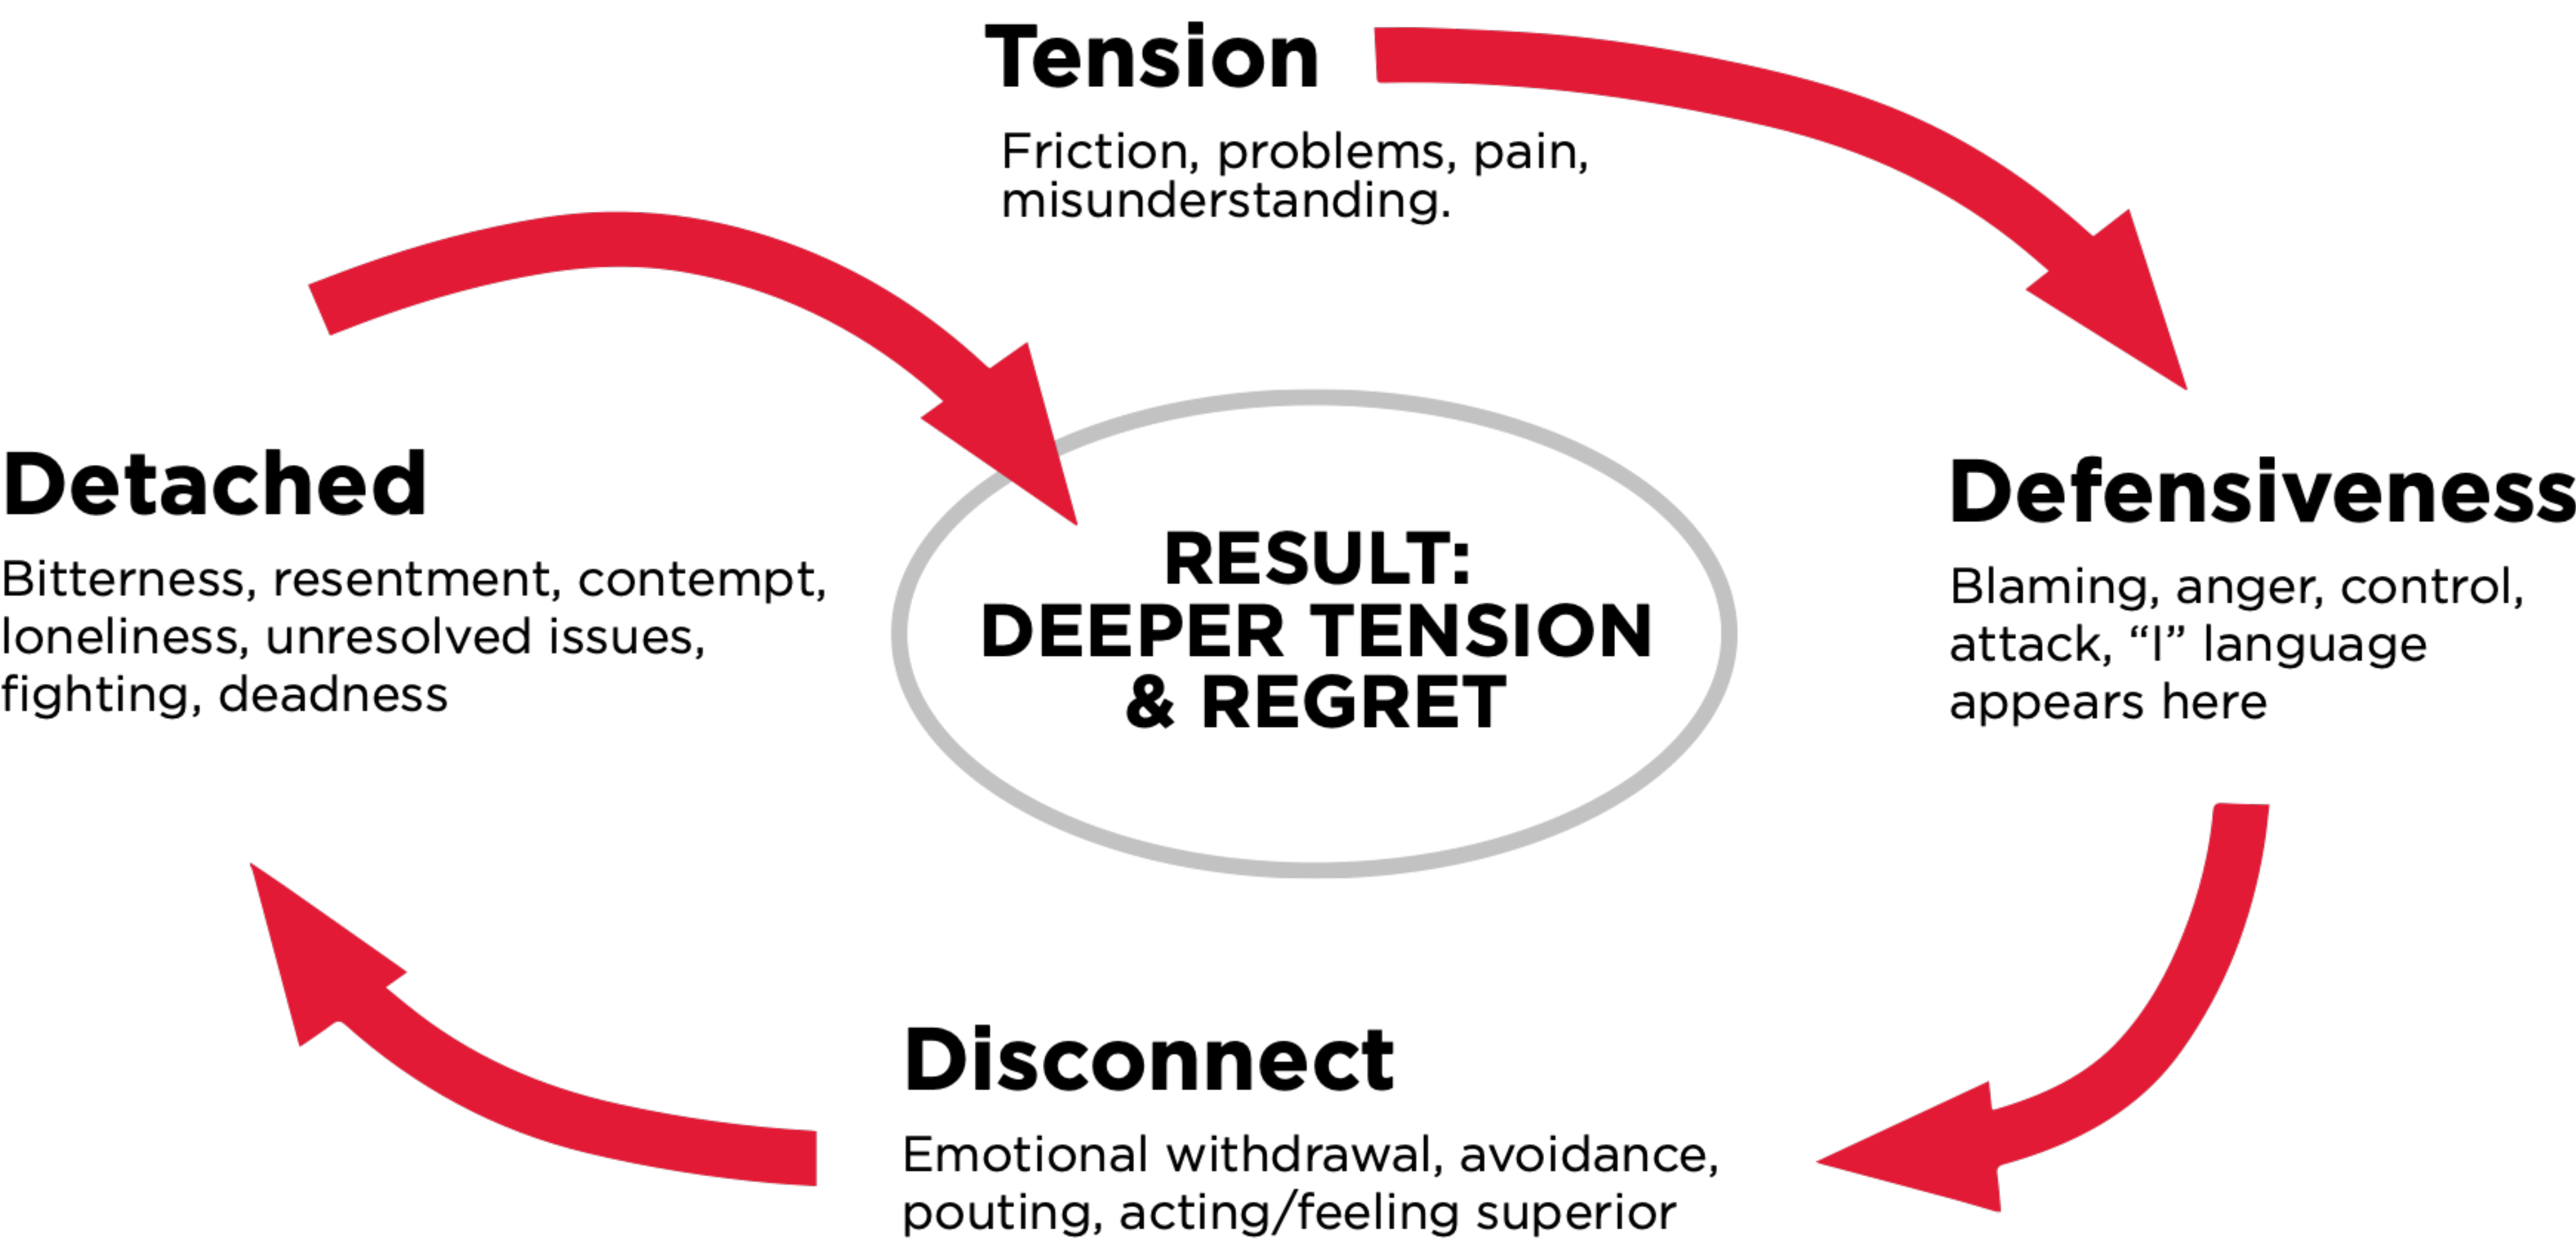 Tension
Friction, problems, pain,
misunderstanding.
Defensiveness
Blaming, anger, control,
attack, “I” language
appears here
Disconnect
Emotional withdrawal, avoidance,
pouting, acting/feeling superior
Detached
Bitterness, resentment, contempt,
loneliness, unresolved issues,
fighting, deadness
RESULT:
DEEPER TENSION
& REGRET